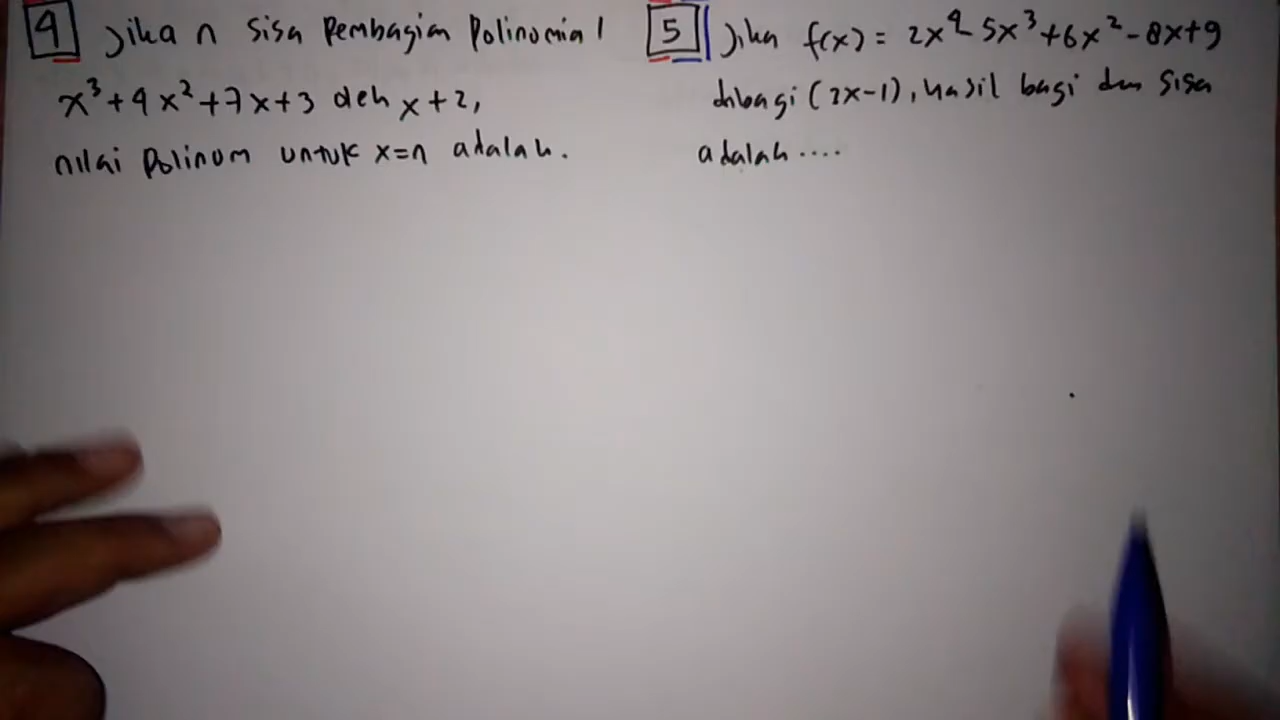 4 Jika n sisa Pembagian Polinomial
x³+4x²+7x+3 oleh x+2,
nilai Polinom untuk x=n adalah.
5 Jika f(x) = 2x⁴-5x³+6x²-8x+9
dibagi (2x-1), hasil bagi dan sisa
adalah ....